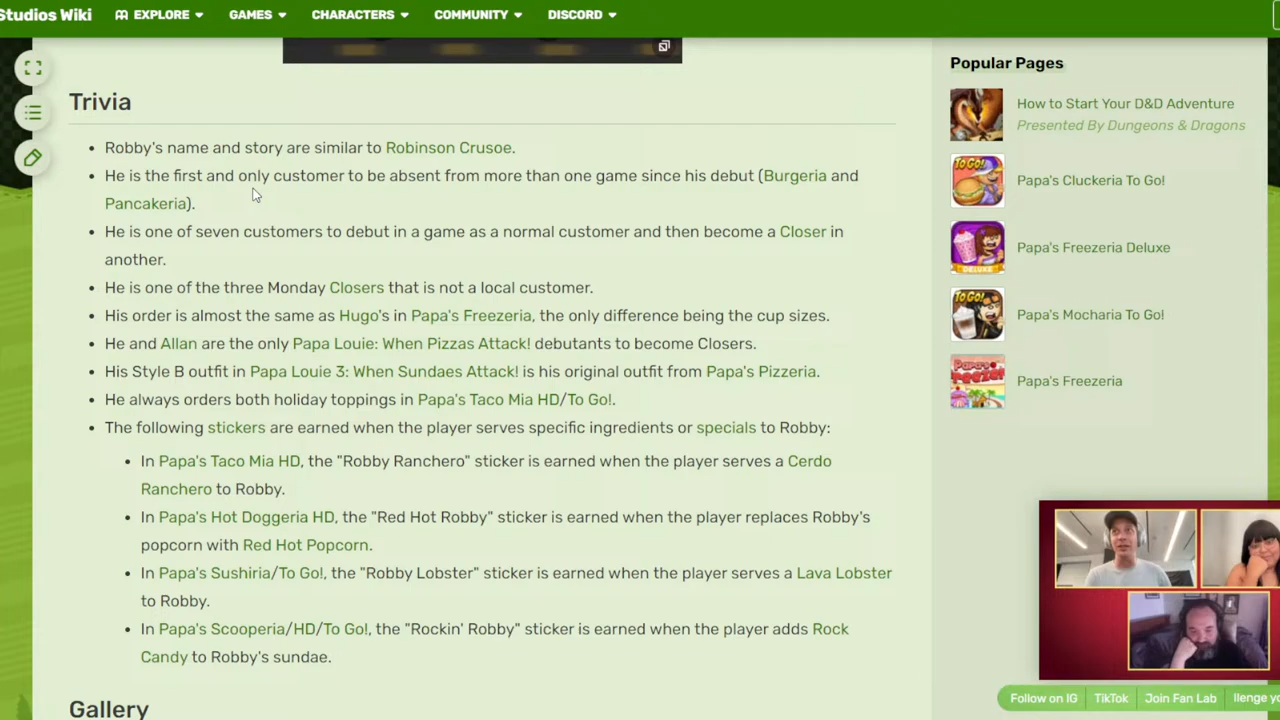 Studios Wiki
EXPLORE
GAMES
CHARACTERS
COMMUNITY
DISCORD
Trivia
Robby's name and story are similar to Robinson Crusoe.
He is the first and only customer to be absent from more than one game since his debut (Burgeria and
Pancakeria).
He is one of seven customers to debut in a game as a normal customer and then become a Closer in
another.
He is one of the three Monday Closers that is not a local customer.
His order is almost the same as Hugo's in Papa's Freezeria, the only difference being the cup sizes.
He and Allan are the only Papa Louie: When Pizzas Attack! debutants to become Closers.
His Style B outfit in Papa Louie 3: When Sundaes Attack! is his original outfit from Papa's Pizzeria.
He always orders both holiday toppings in Papa's Taco Mia HD/To Go!.
The following stickers are earned when the player serves specific ingredients or specials to Robby:
In Papa's Taco Mia HD, the "Robby Ranchero" sticker is earned when the player serves a Cerdo
Ranchero to Robby.
In Papa's Hot Doggeria HD, the "Red Hot Robby" sticker is earned when the player replaces Robby's
popcorn with Red Hot Popcorn.
In Papa's Sushiria/To Go!, the "Robby Lobster" sticker is earned when the player serves a Lava Lobster
to Robby.
In Papa's Scooperia/HD/To Go!, the "Rockin' Robby" sticker is earned when the player adds Rock
Candy to Robby's sundae.
Gallery
Popular Pages
How to Start Your D&D Adventure
Presented By Dungeons & Dragons
TO GO!
Papa's Cluckeria To Go!
DELUXE
Papa's Freezeria Deluxe
TO GO!
Papa's Mocharia To Go!
Papa's Freezeria
Follow on IG
TikTok
Join Fan Lab
llenge yo